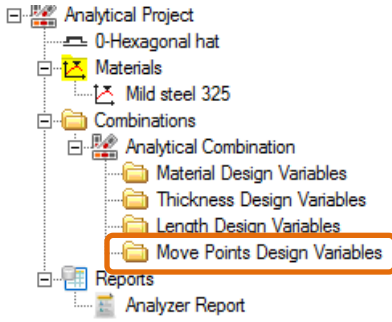 Analytical Project
0-Hexagonal hat
Materials
Mild steel 325
Combinations
Analytical Combination
Material Design Variables
Thickness Design Variables
Length Design Variables
Move Points Design Variables
Reports
Analyzer Report